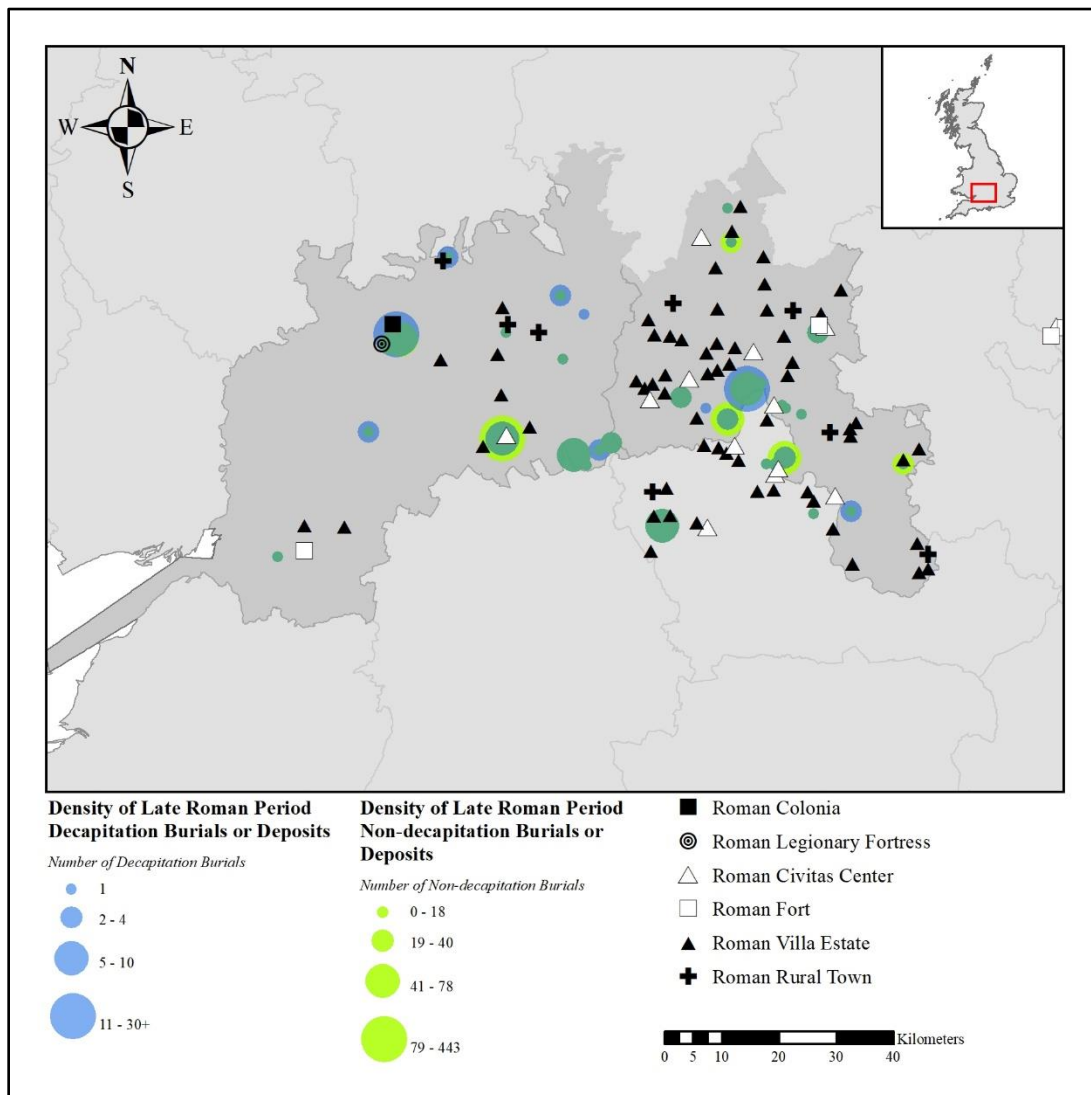 N
W E
S
Density of Late Roman Period
Decapitation Burials or Deposits
Number of Decapitation Burials
1
2 - 4
5 - 10
11 - 30+
Density of Late Roman Period
Non-decapitation Burials or
Deposits
Number of Non-decapitation Burials
0 - 18
19 - 40
41 - 78
79 - 443
Roman Colonia
Roman Legionary Fortress
Roman Civitas Center
Roman Fort
Roman Villa Estate
Roman Rural Town
Kilometers
0 5 10 20 30 40